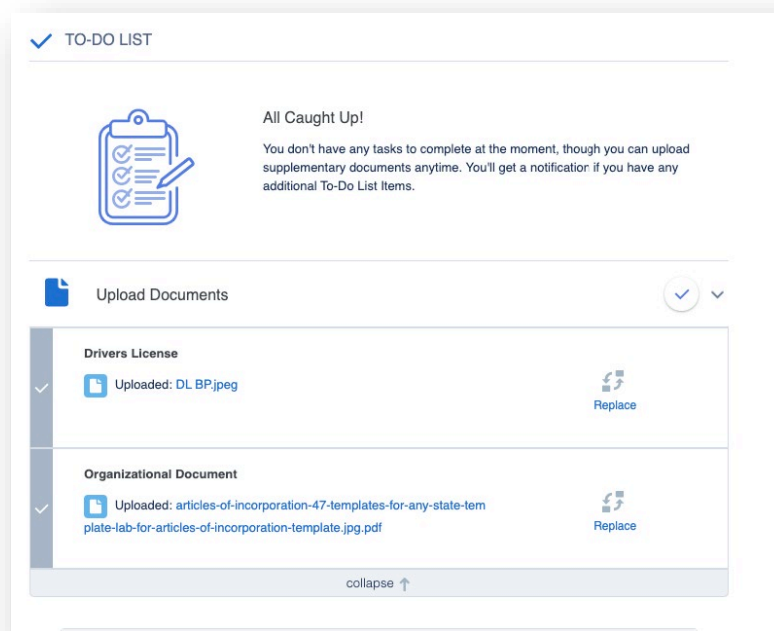 TO-DO LIST
All Caught Up!
You don't have any tasks to complete at the moment, though you can upload
supplementary documents anytime. You'll get a notification if you have any
additional To-Do List Items.
Upload Documents
Drivers License
Uploaded: DL BP.jpeg
Replace
Organizational Document
Uploaded: articles-of-incorporation-47-templates-for-any-state-tem
plate-lab-for-articles-of-incorporation-template.jpg.pdf
Replace
collapse